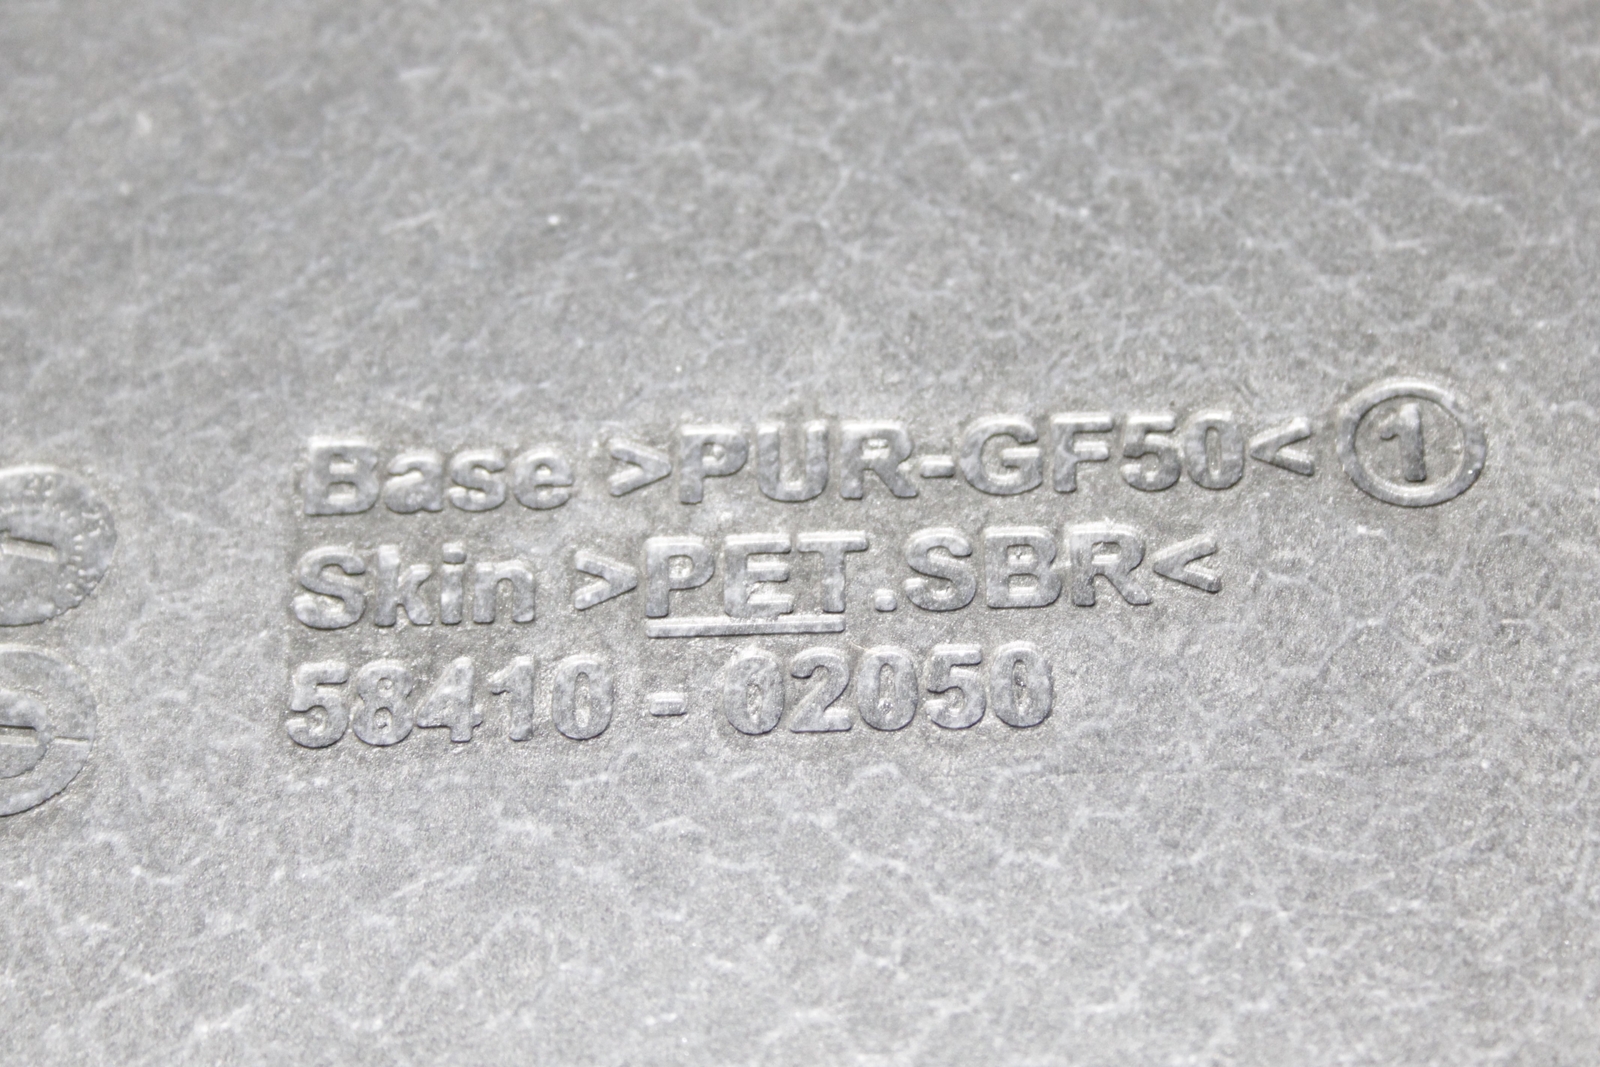 Base >PUR-GF50< ①
Skin >PET.SBR<
58410 - 02050